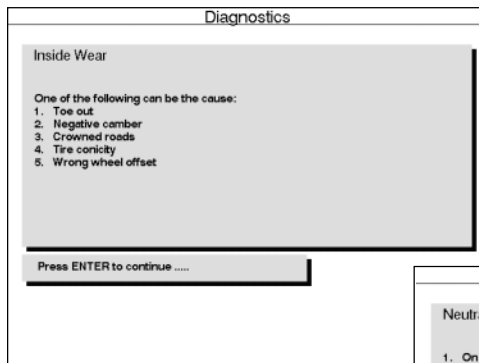 Diagnostics
Inside Wear
One of the following can be the cause:
1. Toe out
2. Negative camber
3. Crowned roads
4. Tire conicity
5. Wrong wheel offset
Press ENTER to continue .....
1. On